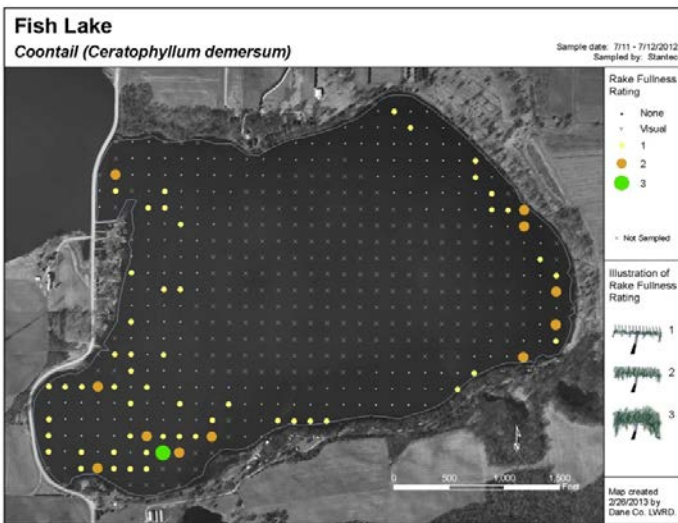 Fish Lake
Coontail (Ceratophyllum demersum)
Sample date: 7/11 - 7/12/2012
Sampled by: Stantec
Rake Fullness
Rating
None
Visual
1
2
3
Not Sampled
Illustration of
Rake Fullness
Rating
1
2
3
0 500 1,000 1,500
Feet
Map created
2/26/2013 by
Dane Co. LWRD.